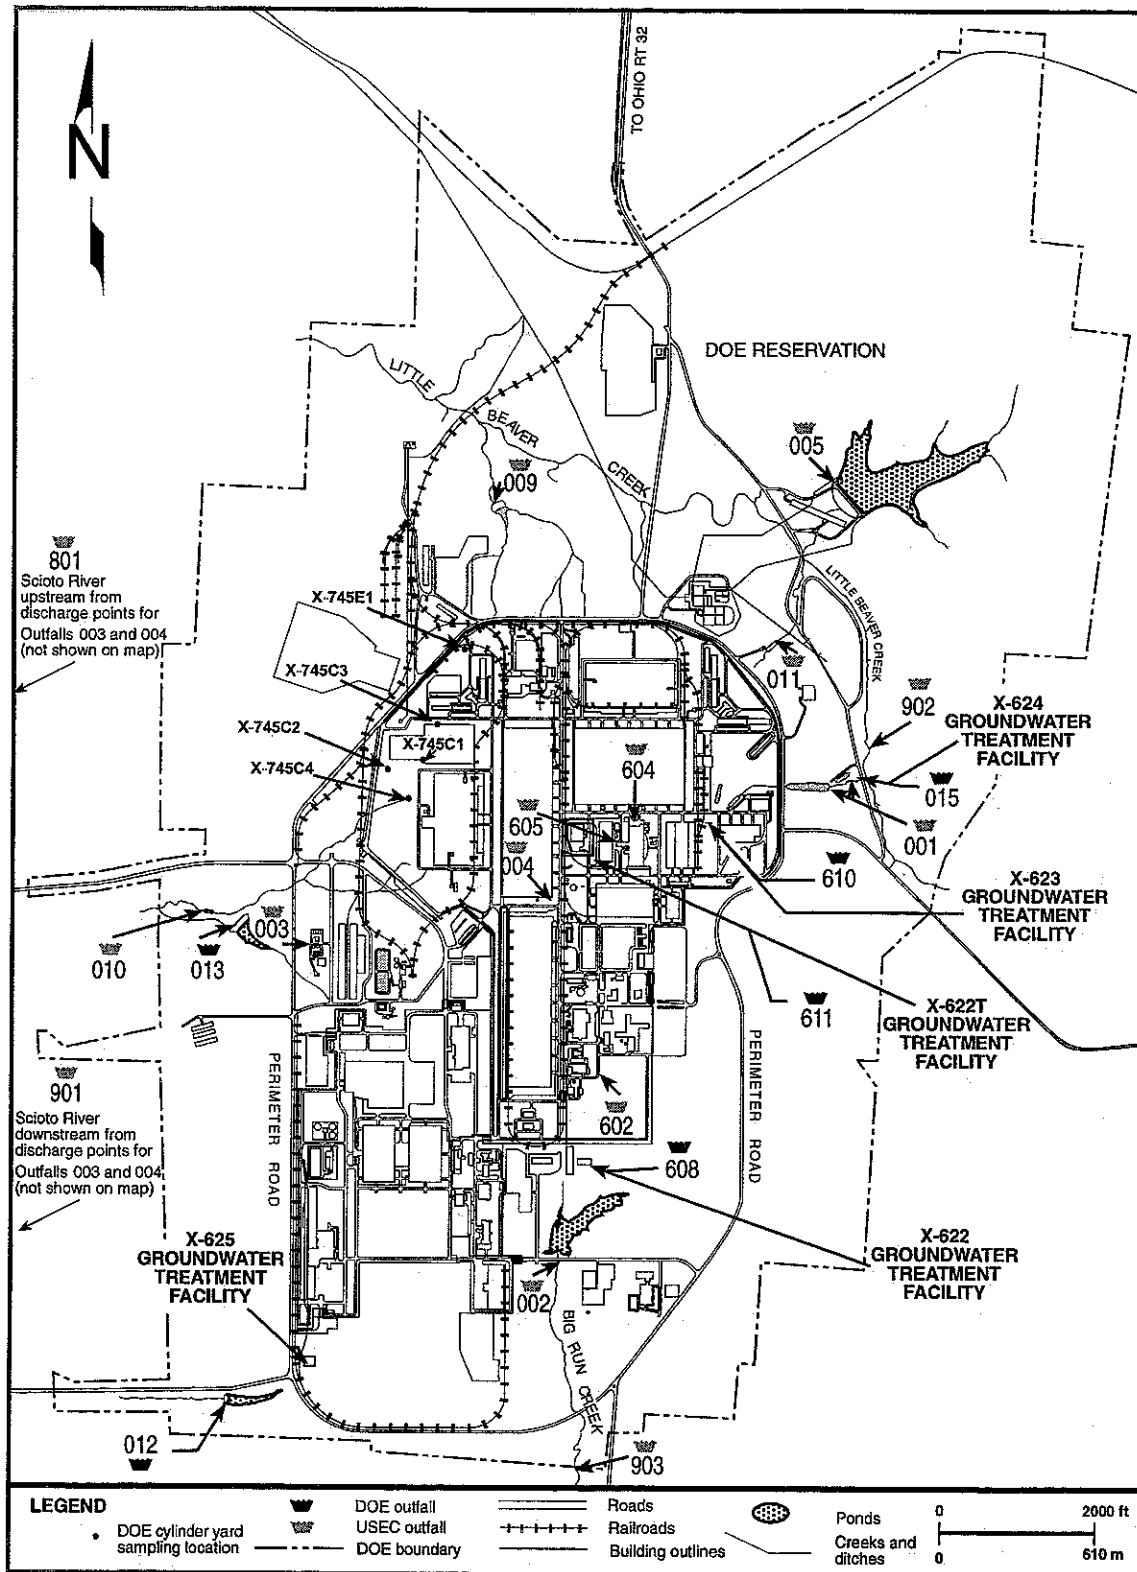 TO OHIO RT 32
N
DOE RESERVATION
LITTLE
BEAVER
CREEK
005
009
801
Scioto River
upstream from
discharge points for
Outfalls 003 and 004
(not shown on map)
X-745E1
LITTLE BEAVER CREEK
X-745C3
011
902
X-624
GROUNDWATER
TREATMENT
FACILITY
X-745C2
X-745C1
604
X-745C4
015
605
004
001
610
X-623
GROUNDWATER
TREATMENT
FACILITY
003
010
013
611
X-622T
GROUNDWATER
TREATMENT
FACILITY
PERIMETER ROAD
PERIMETER ROAD
901
Scioto River
downstream from
discharge points for
Outfalls 003 and 004
(not shown on map)
602
608
X-625
GROUNDWATER
TREATMENT
FACILITY
X-622
GROUNDWATER
TREATMENT
FACILITY
002
BIG RUN CREEK
012
903
LEGEND
DOE cylinder yard
sampling location
DOE outfall
USEC outfall
DOE boundary
Roads
Railroads
Building outlines
Ponds
Creeks and
ditches
0 2000 ft
0 610 m